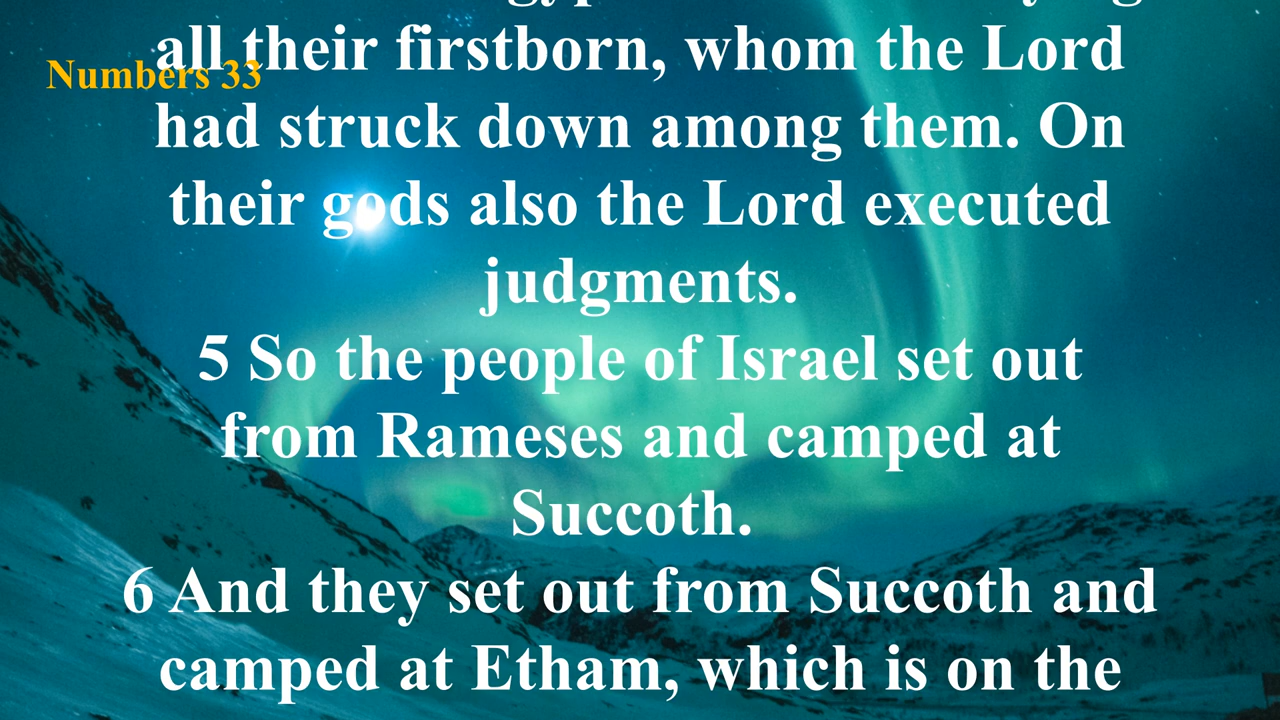 all their firstborn, whom the Lord
Numbers 33
had struck down among them. On
their gods also the Lord executed
judgments.
5 So the people of Israel set out
from Rameses and camped at
Succoth.
6 And they set out from Succoth and
camped at Etham, which is on the